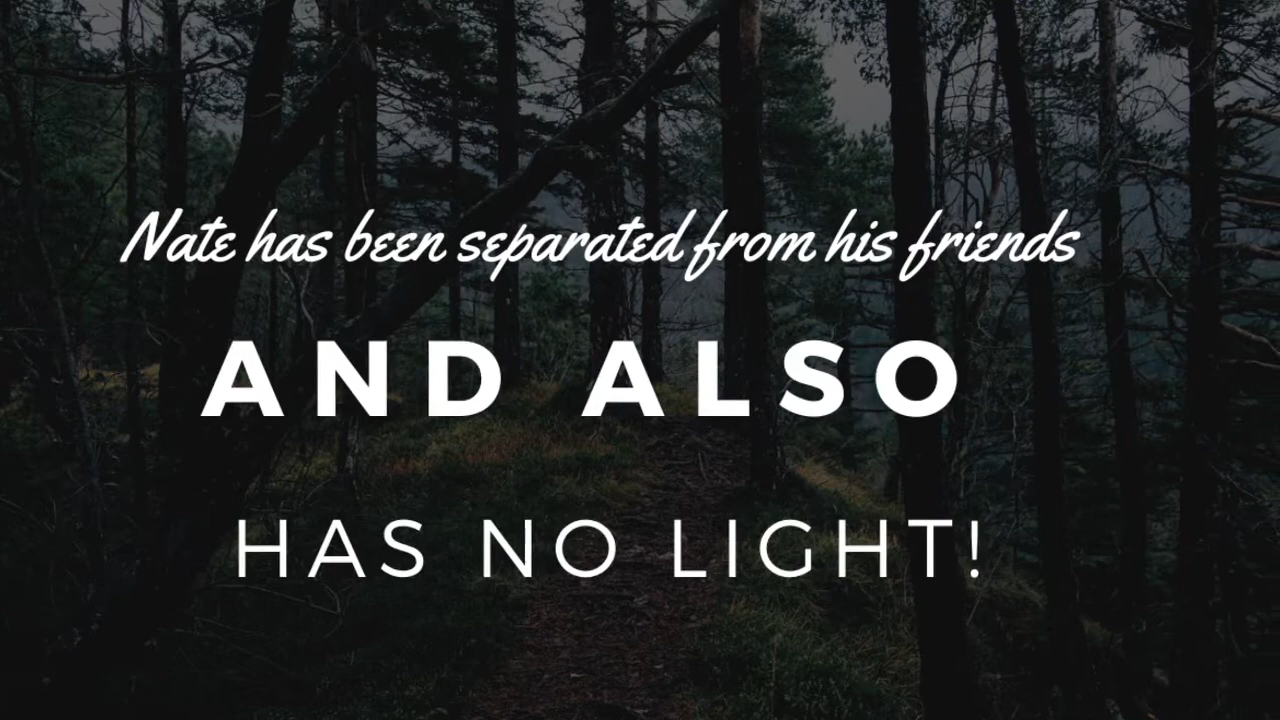 Nate has been separated from his friends
AND ALSO
HAS NO LIGHT!